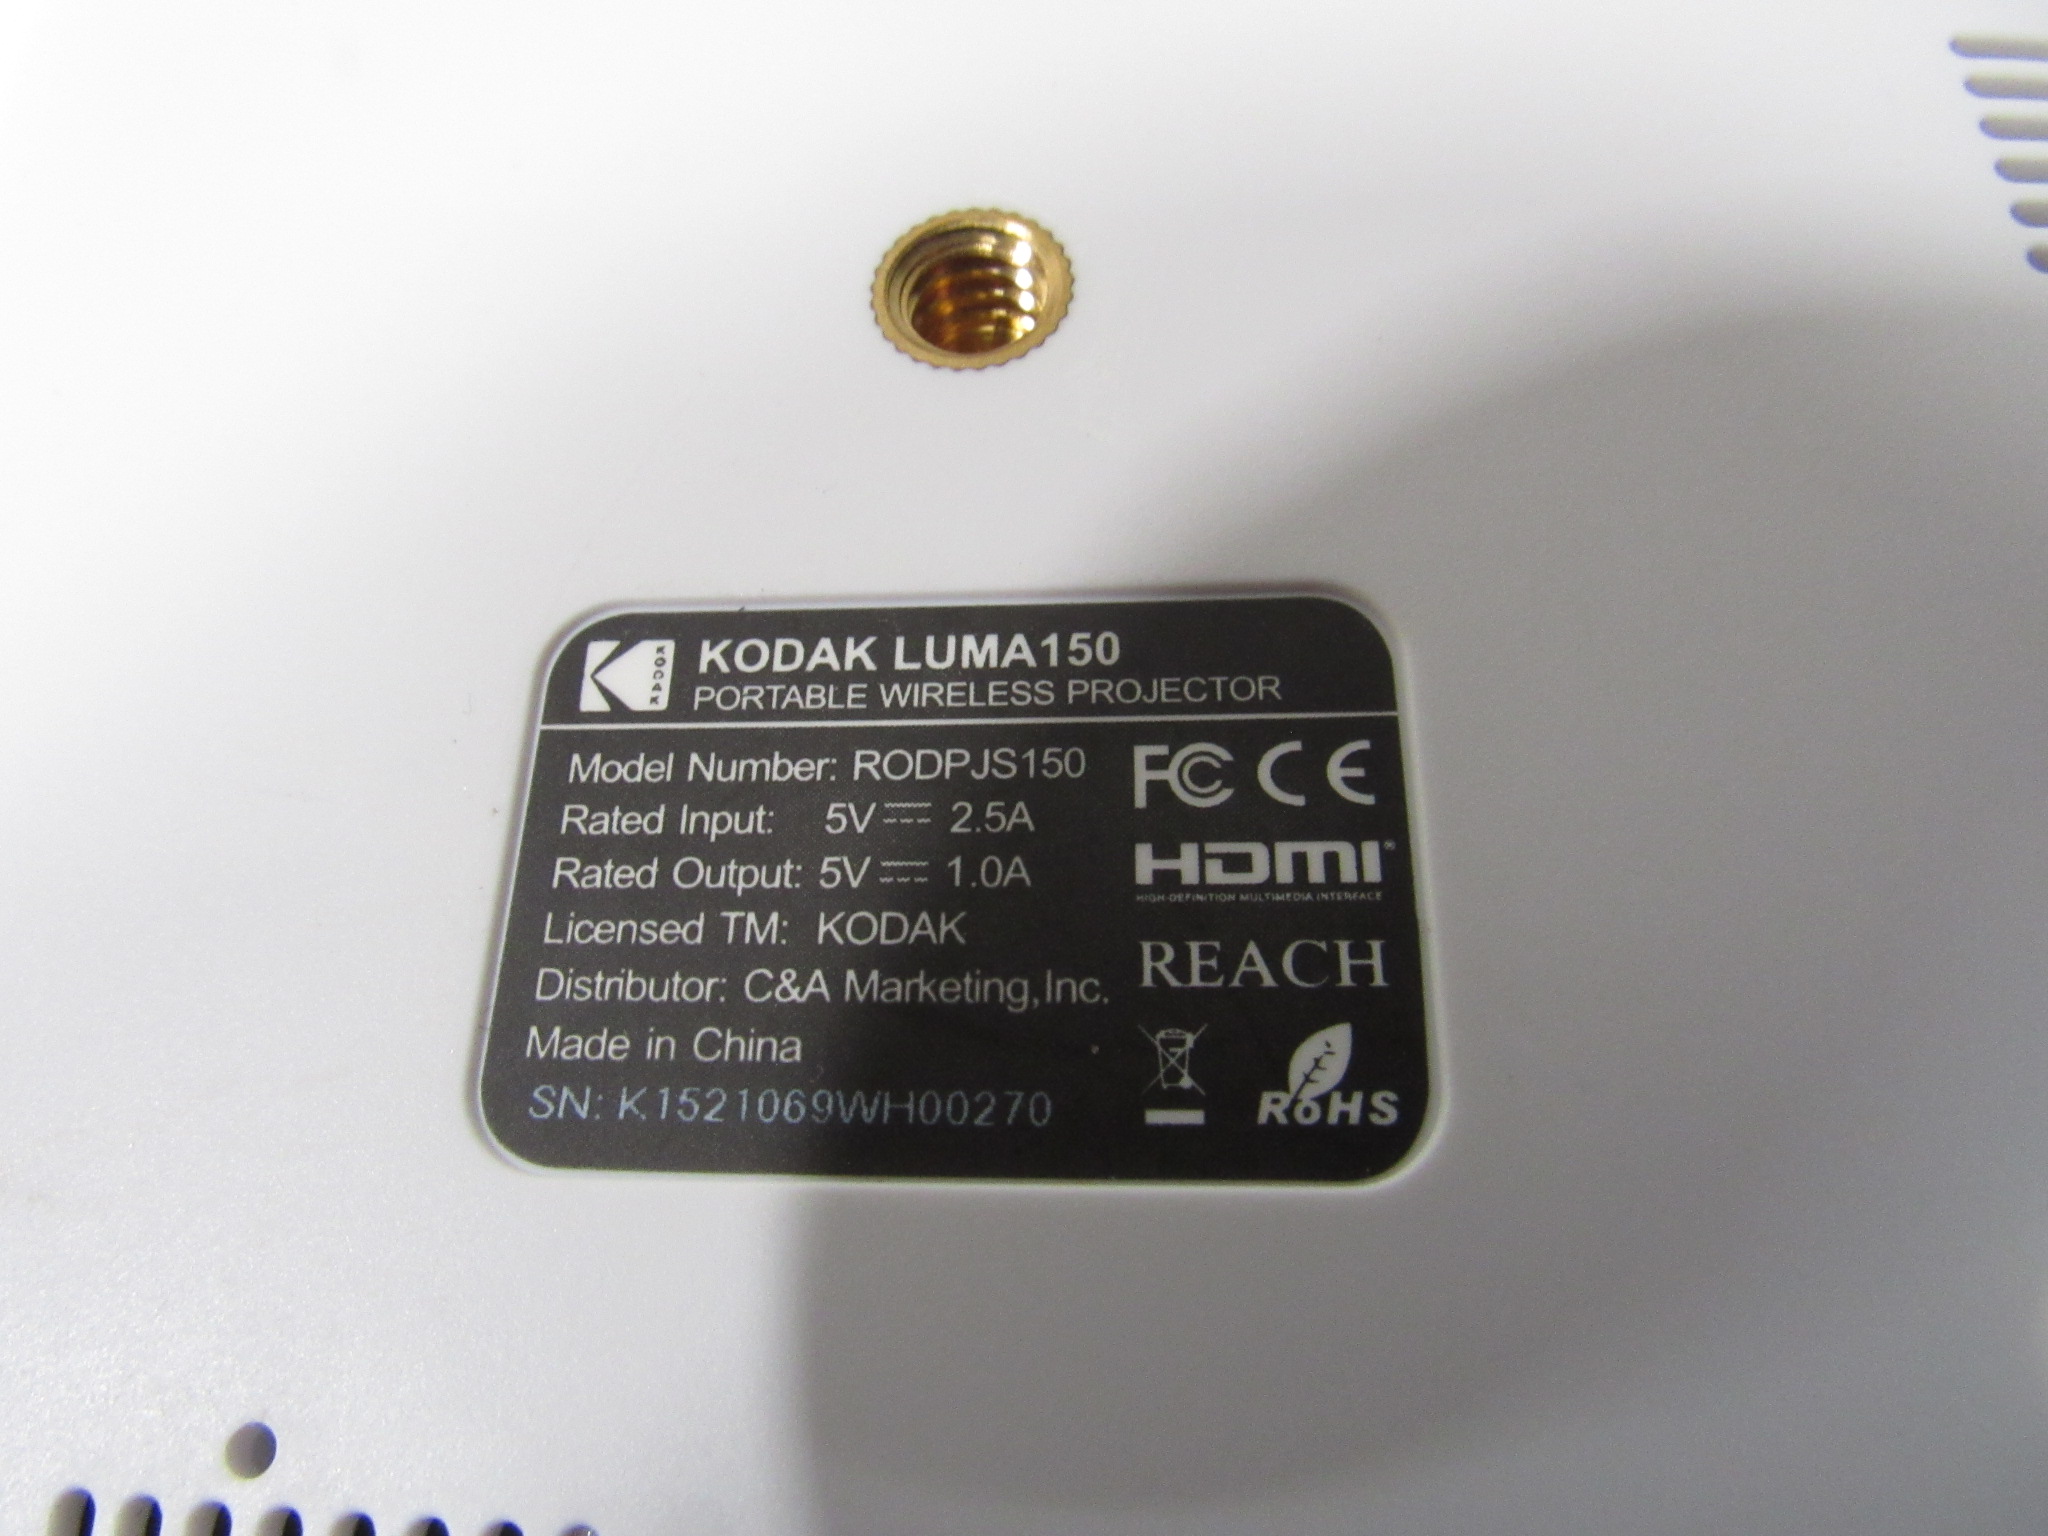 KODAK
KODAK LUMA150
PORTABLE WIRELESS PROJECTOR
Model Number: RODPJS150
Rated Input: 5V 2.5A
Rated Output: 5V 1.0A
Licensed TM: KODAK
Distributor: C&A Marketing,Inc.
Made in China
SN: K1521069WH00270
FC CE
HDMI®
HIGH-DEFINITION MULTIMEDIA INTERFACE
REACH
RoHS